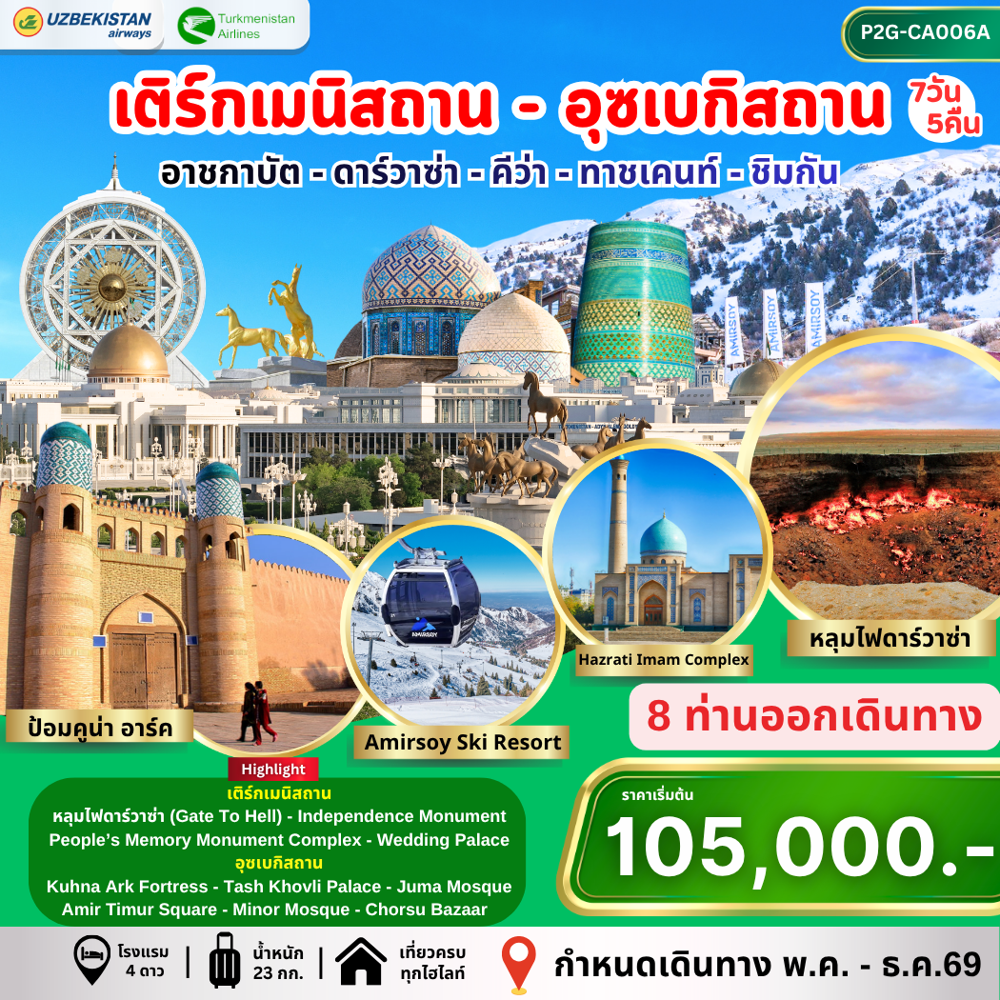 UZBEKISTAN
airways
Turkmenistan
Airlines
P2G-CA006A
เติร์กเมนิสถาน - อุซเบกิสถาน
7วัน
5คืน
อาชกาบัต - ดาร์วาซ่า - คีว่า - ทาชเคนท์ - ชิมกัน
AMIRSOY
AMIRSOY
AMIRSOY
AMIRSOY
หลุมไฟดาร์วาซ่า
Hazrati Imam Complex
ป้อมคูน่า อาร์ค
Amirsoy Ski Resort
8 ท่านออกเดินทาง
Highlight
เติร์กเมนิสถาน
หลุมไฟดาร์วาซ่า (Gate To Hell) - Independence Monument
People’s Memory Monument Complex - Wedding Palace
อุซเบกิสถาน
Kuhna Ark Fortress - Tash Khovli Palace - Juma Mosque
Amir Timur Square - Minor Mosque - Chorsu Bazaar
ราคาเริ่มต้น
105,000.-
โรงแรม
4 ดาว
น้ำหนัก
23 กก.
เที่ยวครบ
ทุกไฮไลท์
กำหนดเดินทาง พ.ค. - ธ.ค.69